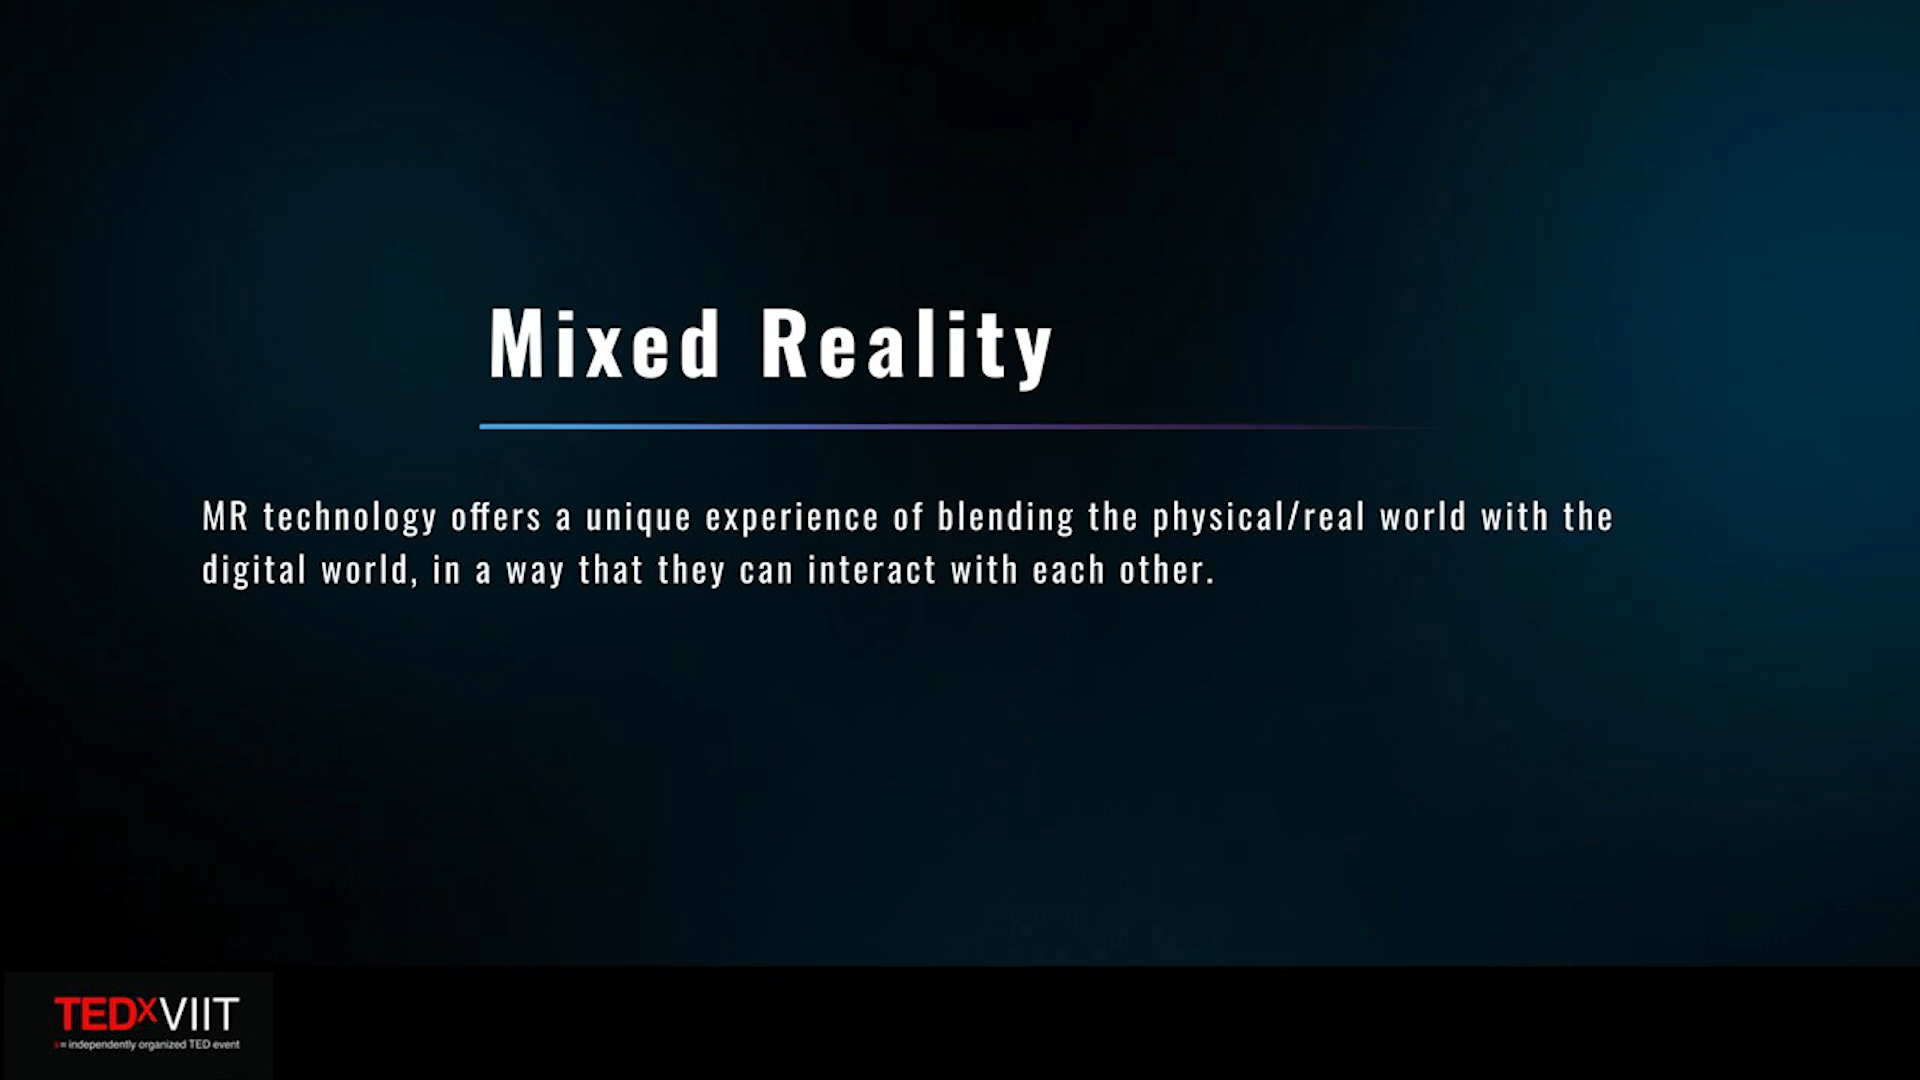 Mixed Reality
MR technology offers a unique experience of blending the physical/real world with the
digital world, in a way that they can interact with each other.
TEDxVIIT
x= independently organized TED event